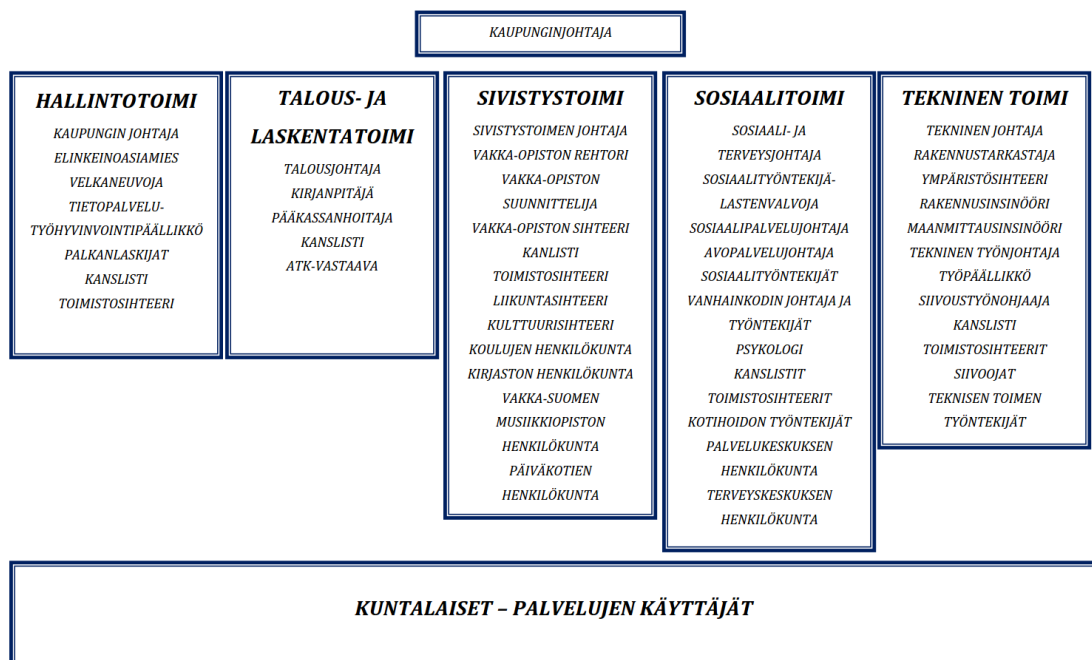 KAUPUNGINJOHTAJA
HALLINTOTOIMI
KAUPUNGIN JOHTAJA
ELINKEINOASIAMIES
VELKANEUVOJA
TIETOPALVELU-
TYÖHYVINVOINTIPÄÄLLIKKÖ
PALKANLASKIJAT
KANSLISTI
TOIMISTOSIHTEERI
TALOUS- JA
LASKENTATOIMI
TALOUSJOHTAJA
KIRJANPITÄJÄ
PÄÄKASSANHOITAJA
KANSLISTI
ATK-VASTAAVA
SIVISTYSTOIMI
SIVISTYSTOIMEN JOHTAJA
VAKKA-OPISTON REHTORI
VAKKA-OPISTON
SUUNNITTELIJA
VAKKA-OPISTON SIHTEERI
KANLISTI
TOIMISTOSIHTEERI
LIIKUNTASIHTEERI
KULTTUURISIHTEERI
KOULUJEN HENKILÖKUNTA
KIRJASTON HENKILÖKUNTA
VAKKA-SUOMEN
MUSIIKKIOPISTON
HENKILÖKUNTA
PÄIVÄKOTIEN
HENKILÖKUNTA
SOSIAALITOIMI
SOSIAALI- JA
TERVEYSJOHTAJA
SOSIAALITYÖNTEKIJÄ-
LASTENVALVOJA
SOSIAALIPALVELUJOHTAJA
AVOPALVELUJOHTAJA
SOSIAALITYÖNTEKIJÄT
VANHAINKODIN JOHTAJA JA
TYÖNTEKIJÄT
PSYKOLOGI
KANSLISTIT
TOIMISTOSIHTEERIT
KOTIHOIDON TYÖNTEKIJÄT
PALVELUKESKUKSEN
HENKILÖKUNTA
TERVEYSKESKUKSEN
HENKILÖKUNTA
TEKNINEN TOIMI
TEKNINEN JOHTAJA
RAKENNUSTARKASTAJA
YMPÄRISTÖSIHTEERI
RAKENNUSINSINÖÖRI
MAANMITTAUSINSINÖÖRI
TEKNINEN TYÖNJOHTAJA
TYÖPÄÄLLIKKÖ
SIIVOUSTYÖNOHJAAJA
KANSLISTI
TOIMISTOSIHTEERIT
SIIVOOJAT
TEKNISEN TOIMEN
TYÖNTEKIJÄT
KUNTALAISET – PALVELUJEN KÄYTTÄJÄT